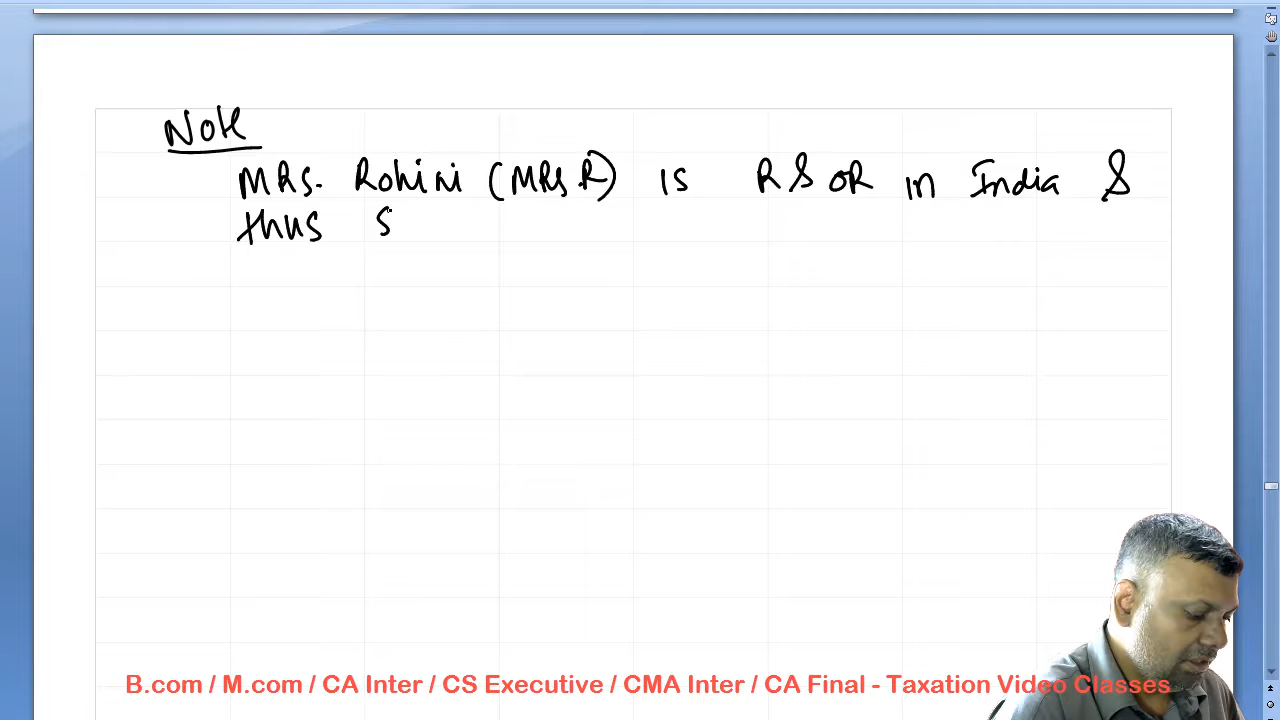 Note
MRS. Rohini (MRS R) is R & OR in India &
thus S
B.com / M.com / CA Inter / CS Executive / CMA Inter / CA Final - Taxation Video Classes